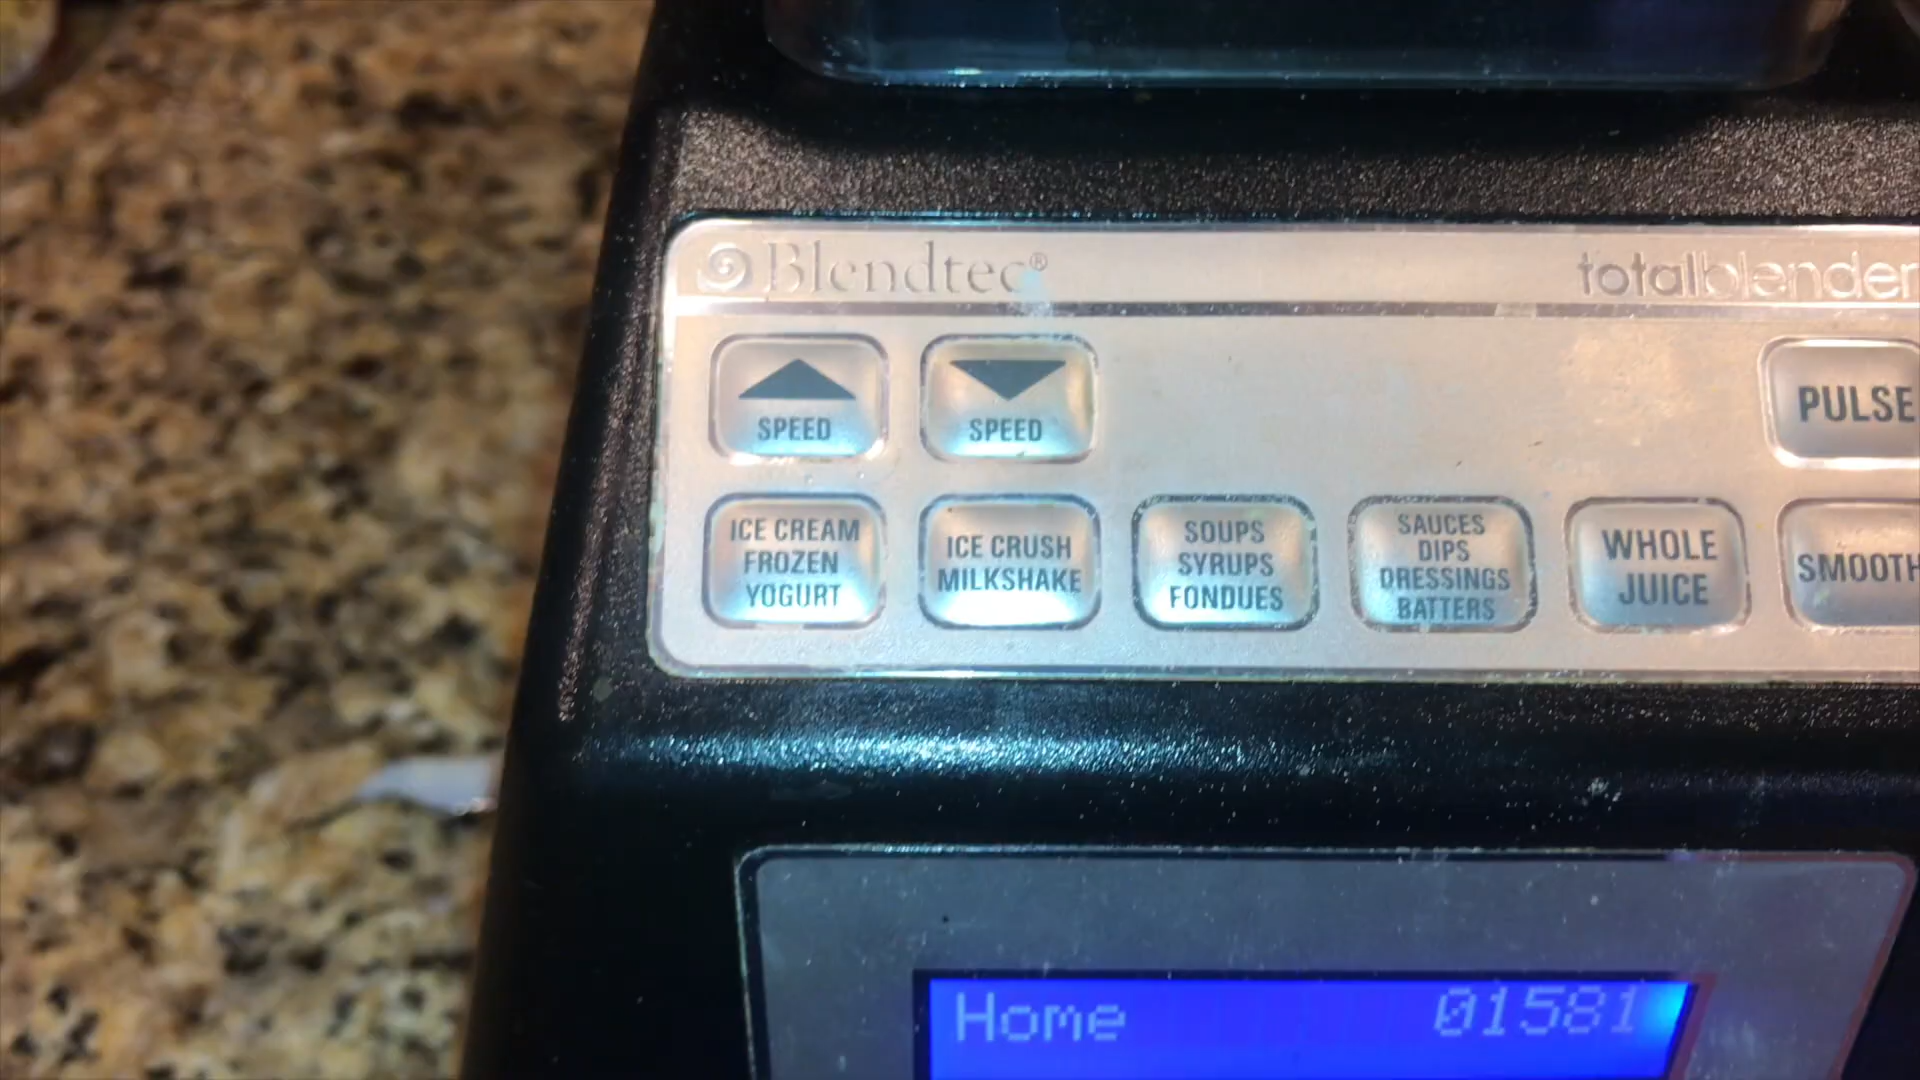 Blendtec®
totalblender
SPEED
SPEED
PULSE
ICE CREAM
FROZEN
YOGURT
ICE CRUSH
MILKSHAKE
SOUPS
SYRUPS
FONDUES
SAUCES
DIPS
DRESSINGS
BATTERS
WHOLE
JUICE
SMOOTH
Home 01581